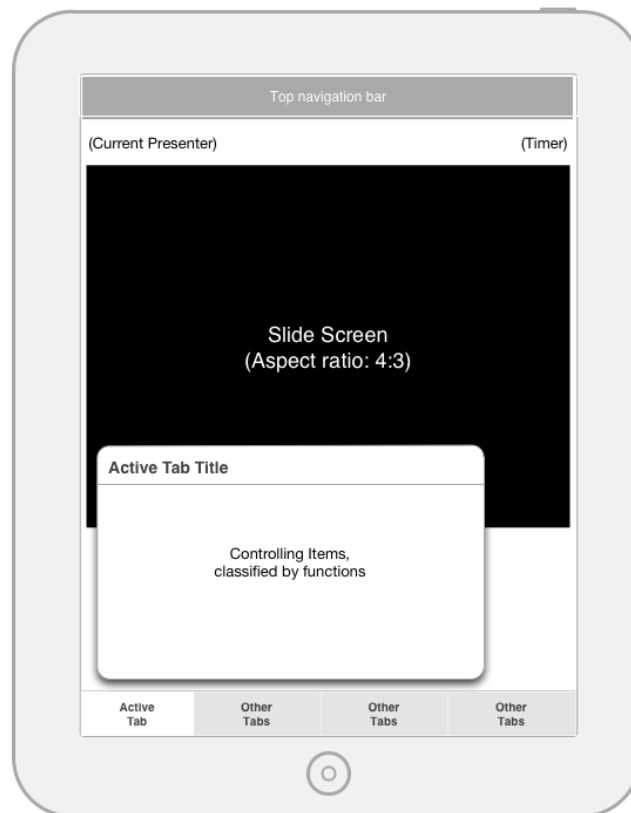 Top navigation bar
(Current Presenter)
(Timer)
Slide Screen
(Aspect ratio: 4:3)
Active Tab Title
Controlling Items,
classified by functions
Active
Tab
Other
Tabs
Other
Tabs
Other
Tabs